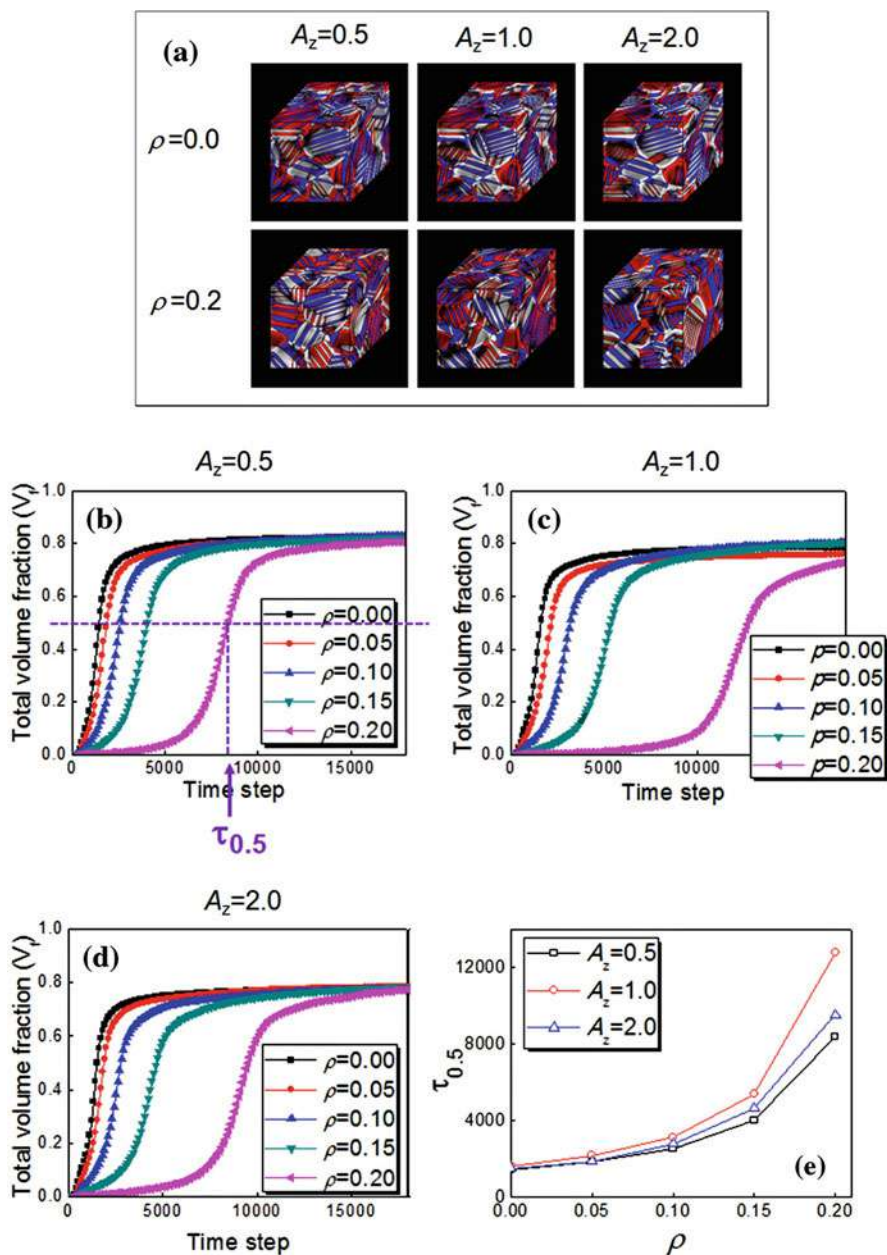 (a)
A_z=0.5 A_z=1.0 A_z=2.0
ρ=0.0
ρ=0.2
A_z=0.5
Total volume fraction (V_f)
1.0
0.8
0.6
0.4
0.2
0.0
(b)
ρ=0.00
ρ=0.05
ρ=0.10
ρ=0.15
ρ=0.20
0 5000 10000 15000
Time step
τ_0.5
A_z=1.0
Total volume fraction (V_f)
1.0
0.8
0.6
0.4
0.2
0.0
(c)
ρ=0.00
ρ=0.05
ρ=0.10
ρ=0.15
ρ=0.20
0 5000 10000
Time step
A_z=2.0
Total volume fraction (V_f)
1.0
0.8
0.6
0.4
0.2
0.0
(d)
ρ=0.00
ρ=0.05
ρ=0.10
ρ=0.15
ρ=0.20
0 5000 10000 15000
Time step
τ_0.5
12000
8000
4000
0
A_z=0.5
A_z=1.0
A_z=2.0
(e)
0.00 0.05 0.10 0.15 0.20
ρ